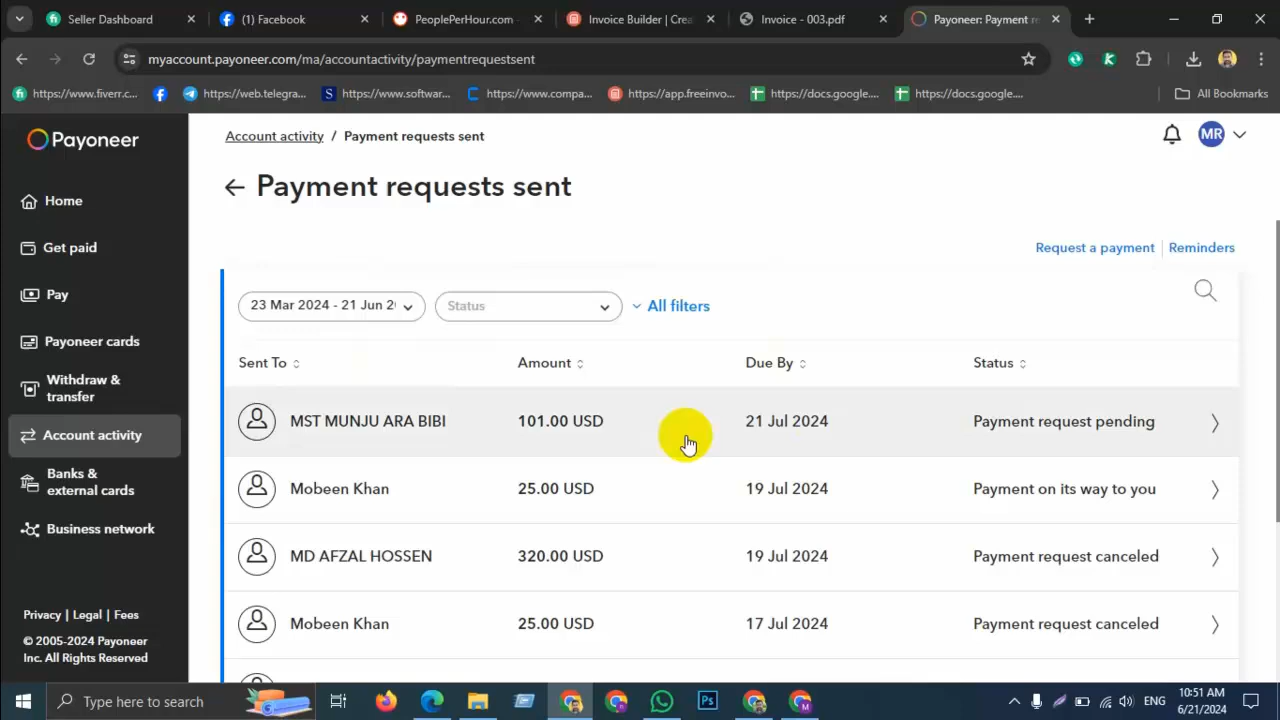 Seller Dashboard
(1) Facebook
PeoplePerHour.com -
Invoice Builder | Crea
Invoice - 003.pdf
Payoneer: Payment re
myaccount.payoneer.com/ma/accountactivity/paymentrequestsent
https://www.fiverr.c...
https://web.telegra...
https://www.softwar...
https://www.compa...
https://app.freeinvo...
https://docs.google....
https://docs.google....
All Bookmarks
Payoneer
Home
Get paid
Pay
Payoneer cards
Withdraw &
transfer
Account activity
Banks &
external cards
Business network
Privacy | Legal | Fees
© 2005-2024 Payoneer
Inc. All Rights Reserved
Account activity / Payment requests sent
MR
Payment requests sent
Request a payment | Reminders
23 Mar 2024 - 21 Jun 20
Status
All filters
Sent To Amount Due By Status
MST MUNJU ARA BIBI 101.00 USD 21 Jul 2024 Payment request pending
Mobeen Khan 25.00 USD 19 Jul 2024 Payment on its way to you
MD AFZAL HOSSEN 320.00 USD 19 Jul 2024 Payment request canceled
Mobeen Khan 25.00 USD 17 Jul 2024 Payment request canceled
Type here to search
Ps
ENG
10:51 AM
6/21/2024